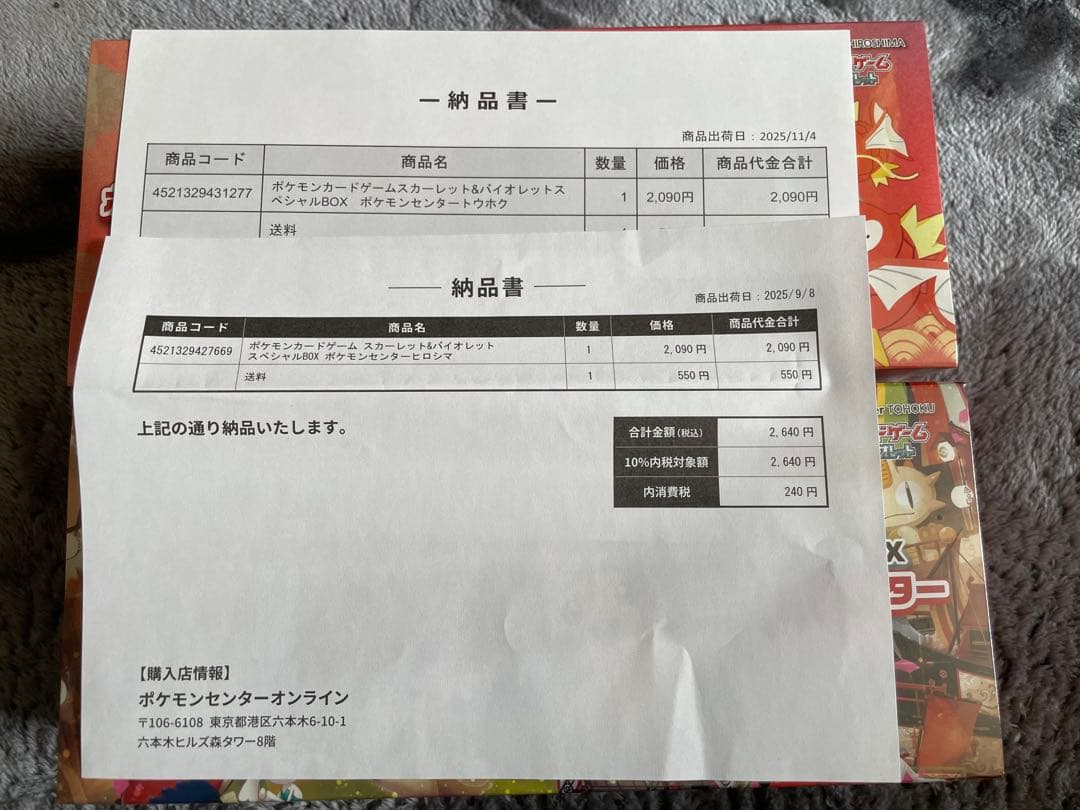 HIROSHIMA
ー 納 品 書 ー
商品出荷日：2025/11/4
商品コード 商品名 数量 価格 商品代金合計
4521329431277 ポケモンカードゲームスカーレット&バイオレットス 1 2,090円 2,090円
ペシャルBOX ポケモンセンタートウホク
送料
納品書
商品出荷日：2025/9/8
商品コード 商品名 数量 価格 商品代金合計
4521329427669 ポケモンカードゲーム スカーレット&バイオレット 1 2,090 円 2,090 円
スペシャルBOX ポケモンセンターヒロシマ
送料 1 550 円 550 円
上記の通り納品いたします。
合計金額(税込) 2,640 円
10%内税対象額 2,640 円
内消費税 240 円
TOHOKU
ゲーム
X
ター
【購入店情報】
ポケモンセンターオンライン
〒106-6108 東京都港区六本木6-10-1
六本木ヒルズ森タワー8階